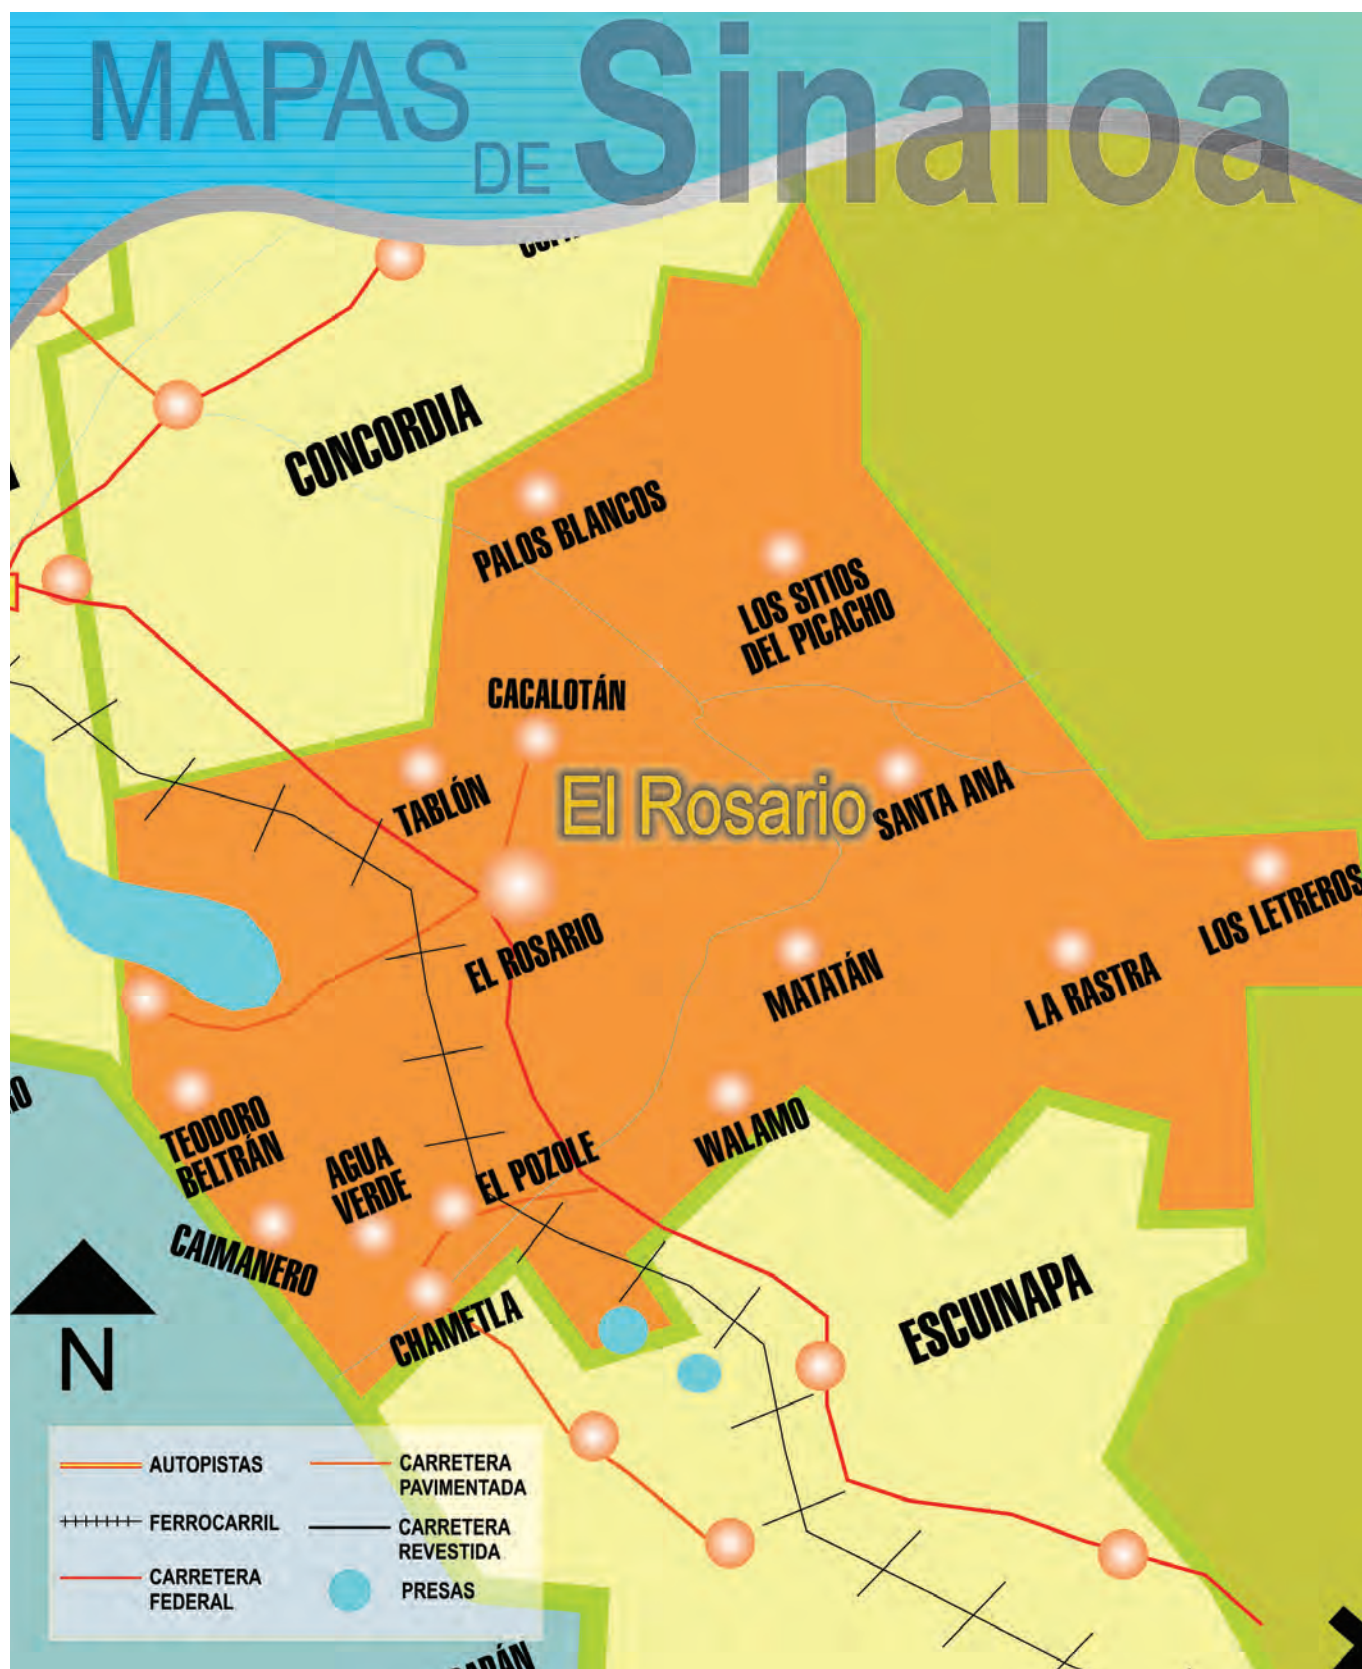 MAPAS
DE Sinaloa
CONCORDIA
PALOS BLANCOS
LOS SITIOS
DEL PICACHO
CACALOTÁN
TABLÓN
El Rosario
SANTA ANA
LOS LETREROS
EL ROSARIO
MATATÁN
LA RASTRA
TEODORO
BELTRÁN
AGUA
VERDE
EL POZOLE
WALAMO
CAIMANERO
CHAMETLA
ESCUINAPA
N
AUTOPISTAS
FERROCARRIL
CARRETERA
FEDERAL
CARRETERA
PAVIMENTADA
CARRETERA
REVESTIDA
PRESAS